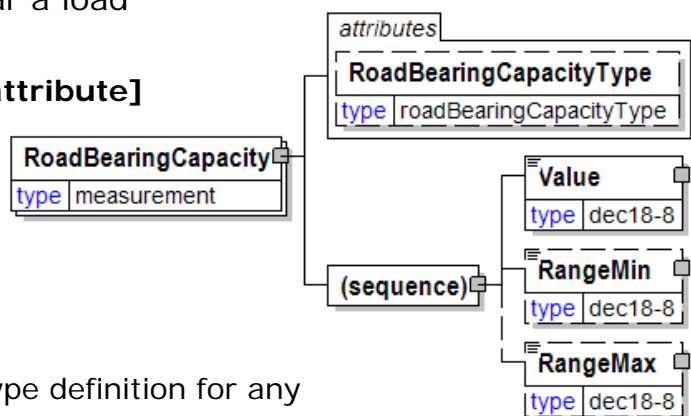 a load
attribute]
attributes
RoadBearingCapacityType
type roadBearingCapacityType
RoadBearingCapacity
type measurement
Value
type dec18-8
(sequence)
RangeMin
type dec18-8
RangeMax
type dec18-8
definition for any